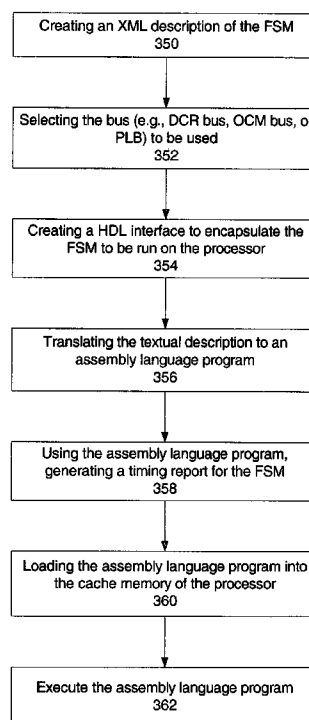 Creating an XML description of the FSM
350
Selecting the bus (e.g., DCR bus, OCM bus, o
PLB) to be used
352
Creating a HDL interface to encapsulate the
FSM to be run on the processor
354
Translating the textual description to an
assembly language program
356
Using the assembly language program,
generating a timing report for the FSM
358
Loading the assembly language program into
the cache memory of the processor
360
Execute the assembly language program
362